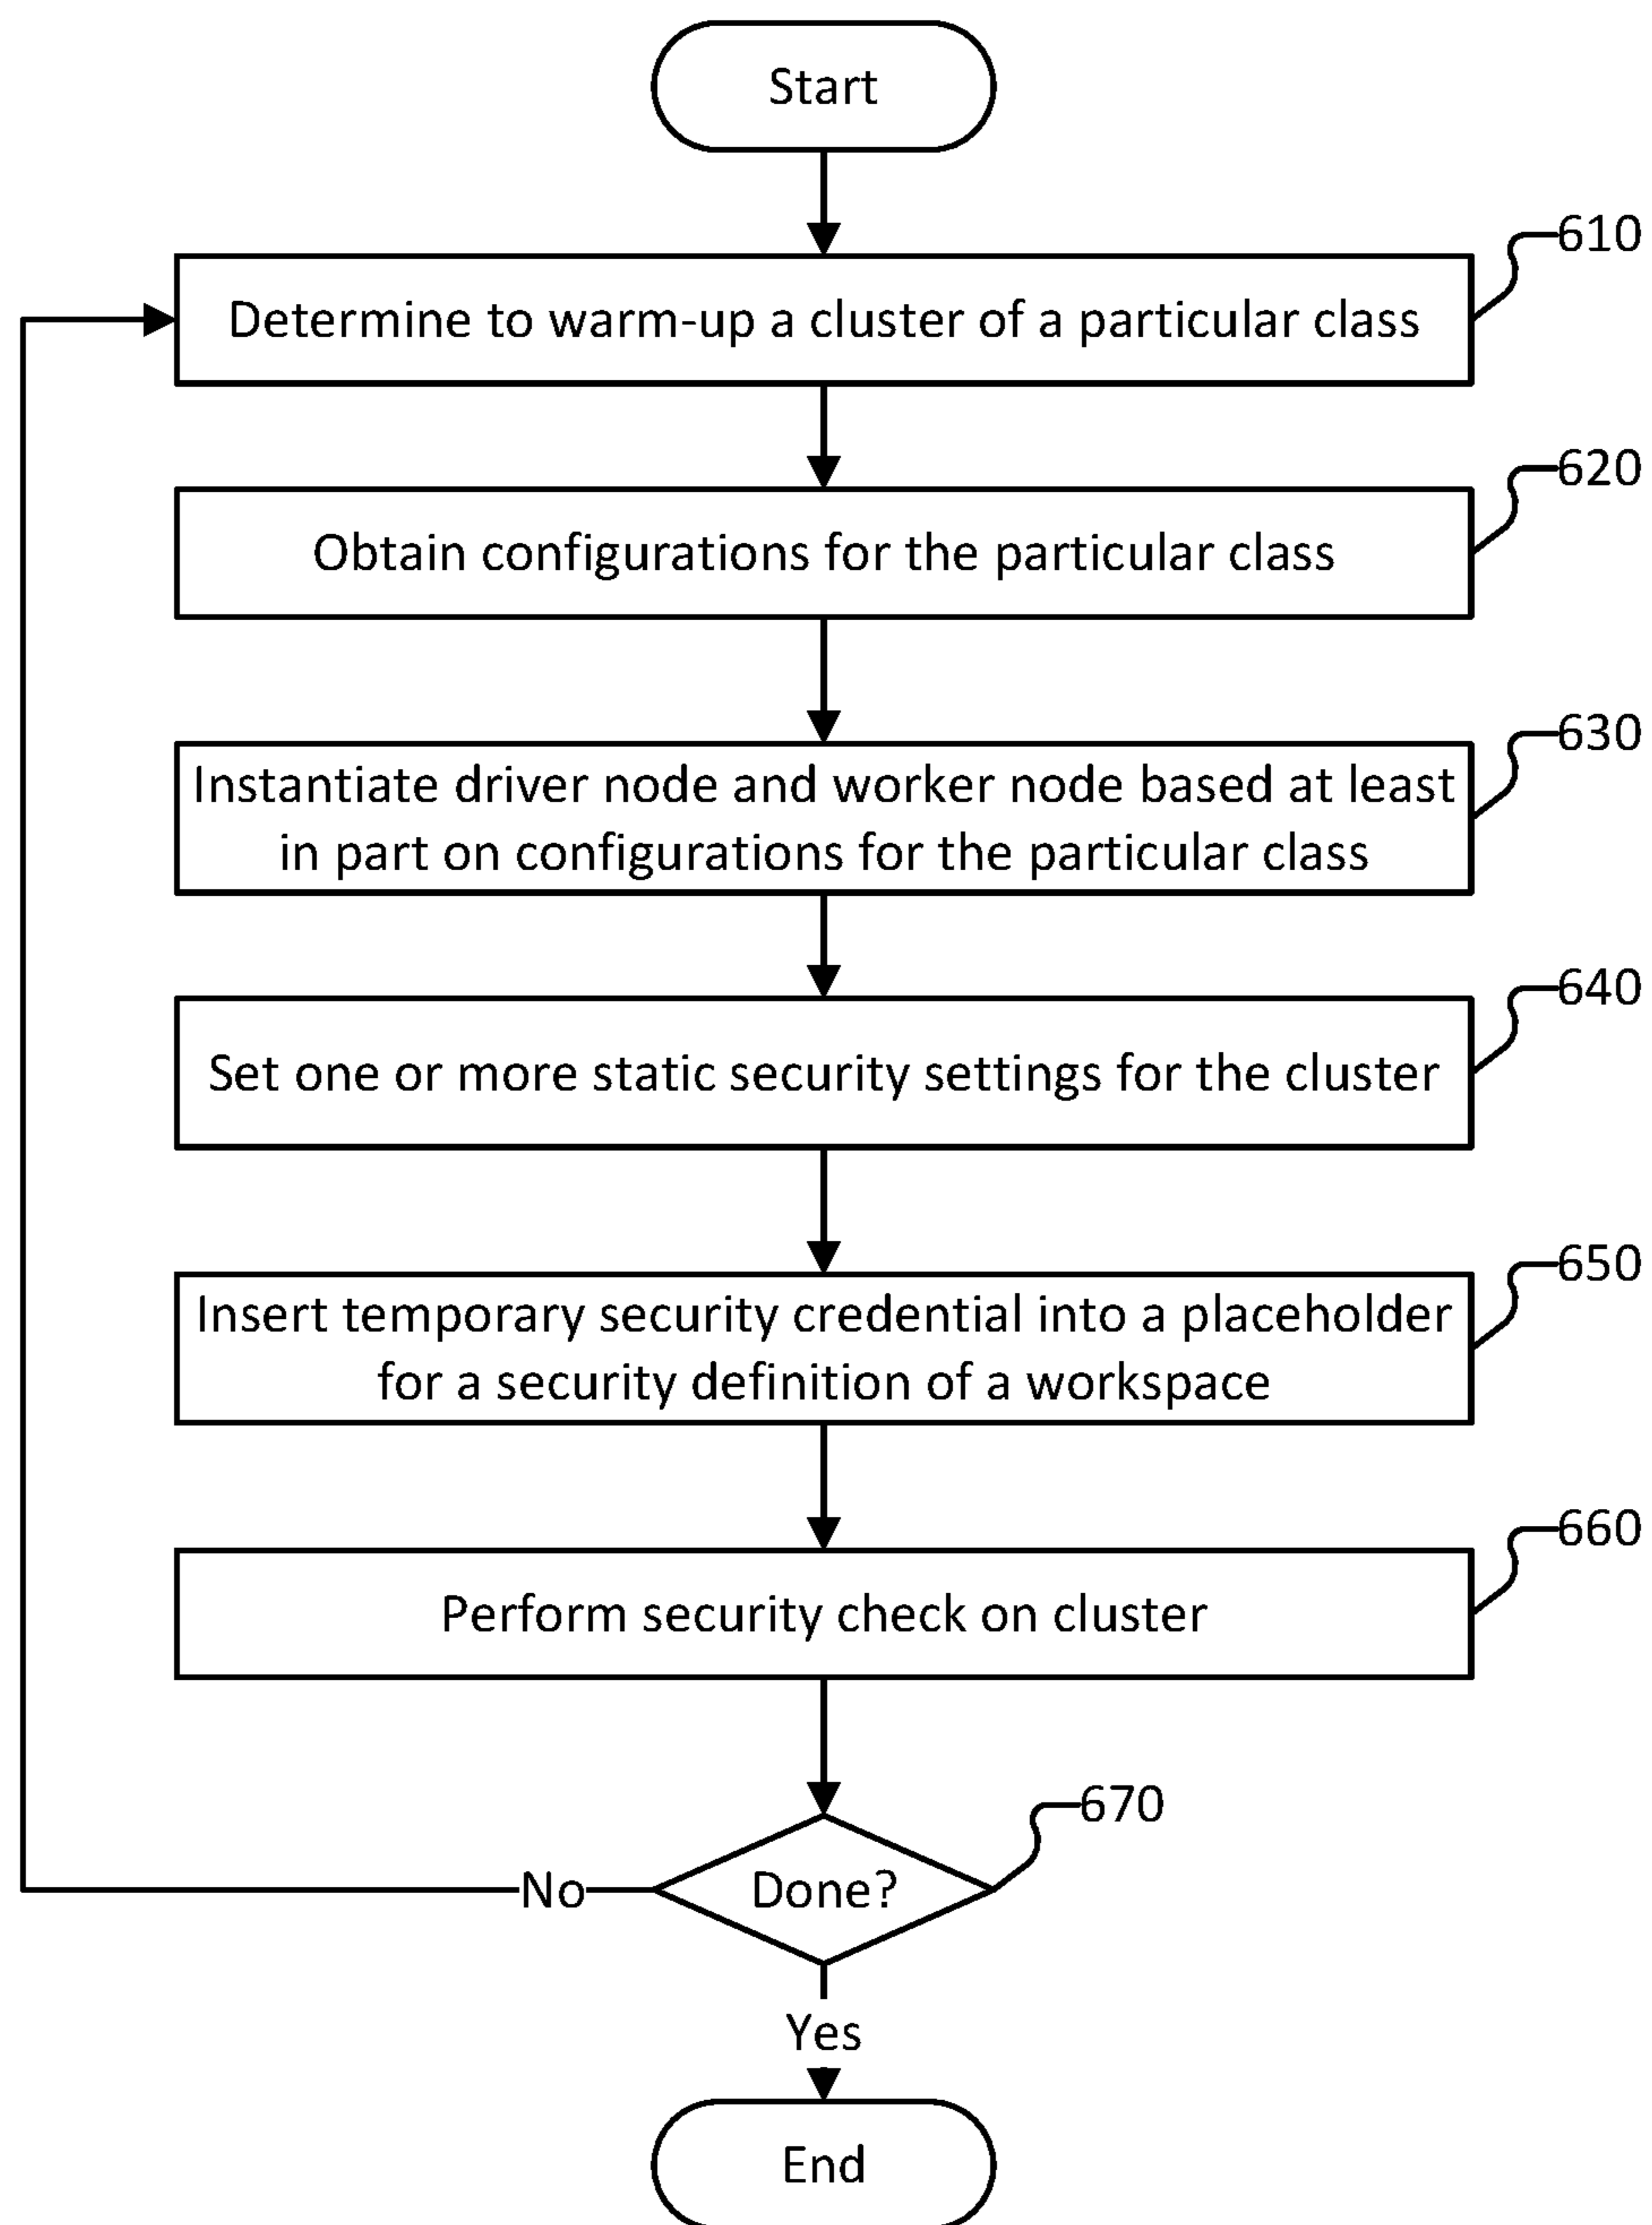 Start
610
Determine to warm-up a cluster of a particular class
620
Obtain configurations for the particular class
630
Instantiate driver node and worker node based at least
in part on configurations for the particular class
640
Set one or more static security settings for the cluster
650
Insert temporary security credential into a placeholder
for a security definition of a workspace
660
Perform security check on cluster
670
No
Done?
Yes
End